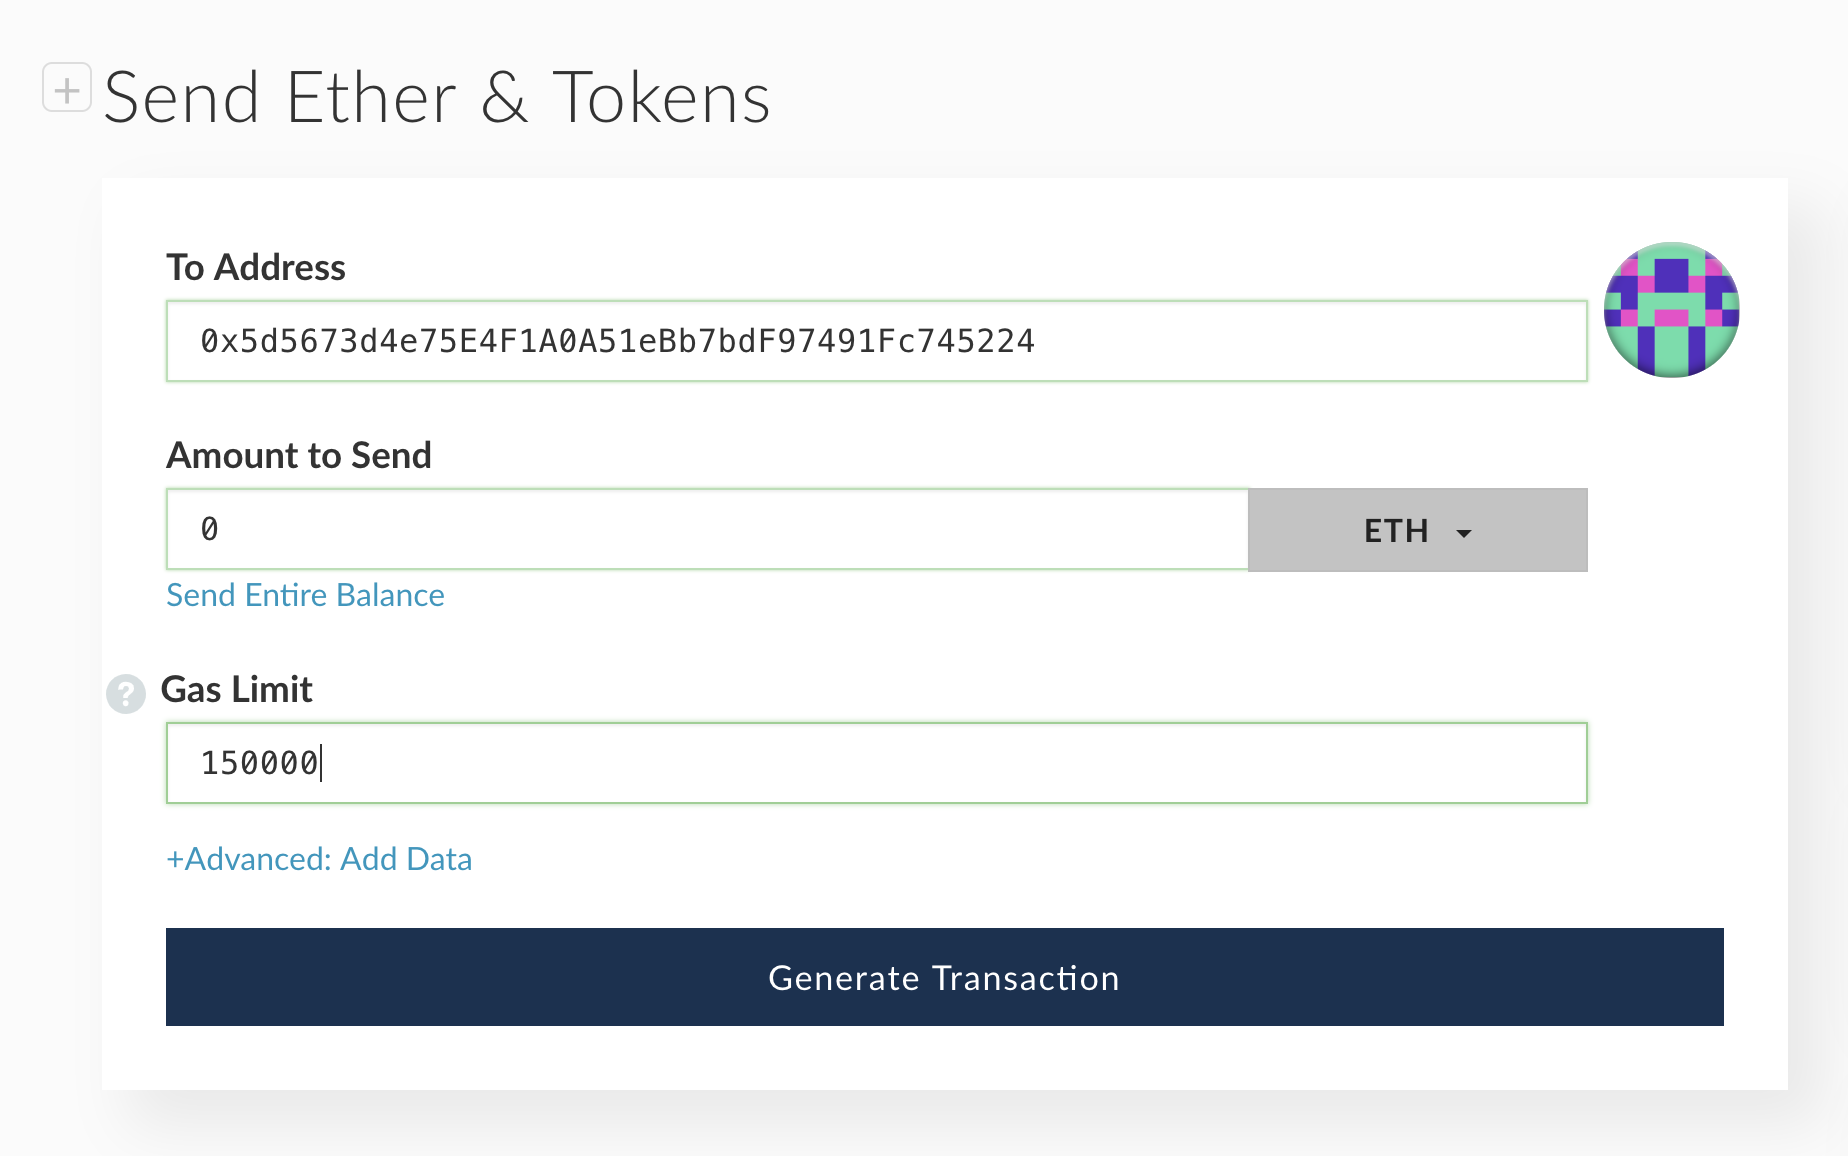 +
Send Ether & Tokens
To Address
0x5d5673d4e75E4F1A0A51eBb7bdF97491Fc745224
Amount to Send
0
ETH
Send Entire Balance
? Gas Limit
150000
+Advanced: Add Data
Generate Transaction